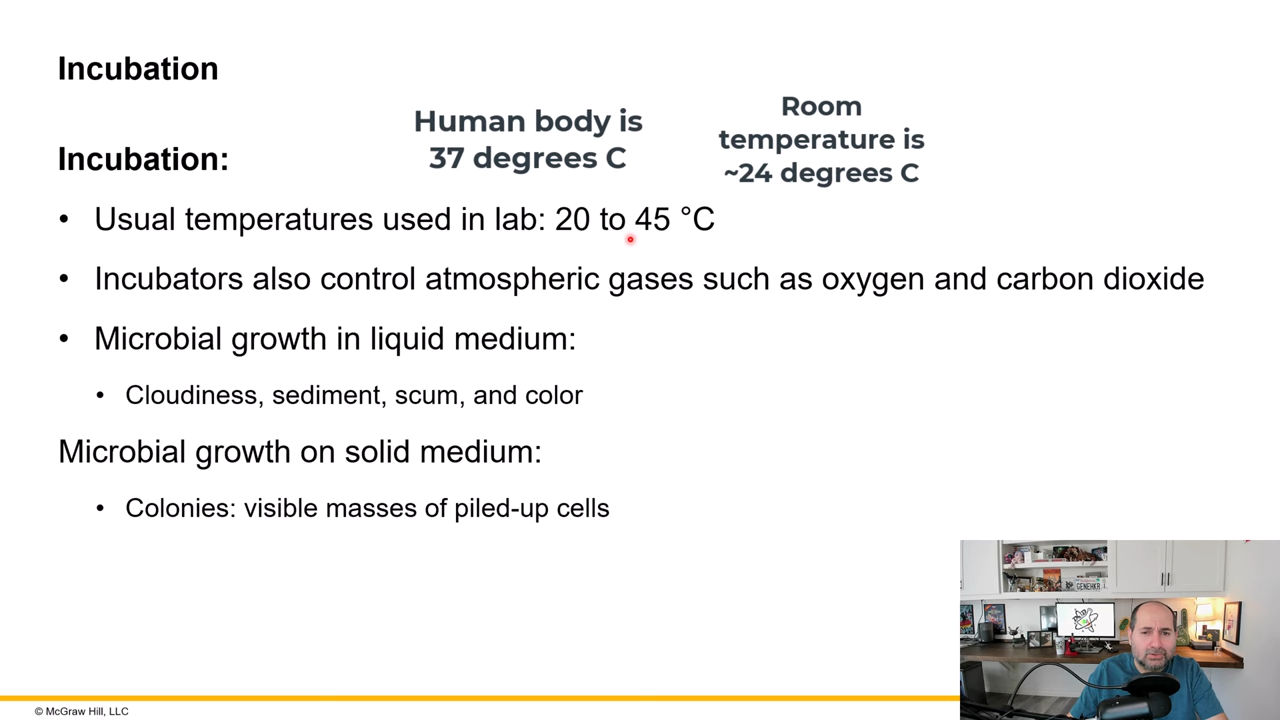 Incubation
Human body is
37 degrees C
Room
temperature is
~24 degrees C
Incubation:
• Usual temperatures used in lab: 20 to 45 °C
• Incubators also control atmospheric gases such as oxygen and carbon dioxide
• Microbial growth in liquid medium:
• Cloudiness, sediment, scum, and color
Microbial growth on solid medium:
• Colonies: visible masses of piled-up cells
GENEHKR
© McGraw Hill, LLC